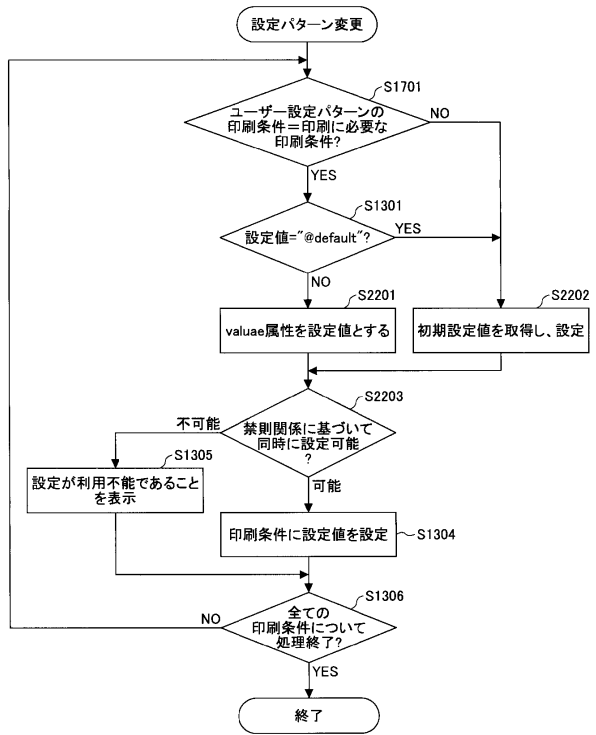 設定パターン変更
S1701
ユーザー設定パターンの
印刷条件＝印刷に必要な
印刷条件?
NO
YES
S1301
設定値="@default"?
YES
NO
S2201
valuae属性を設定値とする
S2202
初期設定値を取得し、設定
S2203
禁則関係に基づいて
同時に設定可能
?
不可能
可能
S1305
設定が利用不能であること
を表示
印刷条件に設定値を設定
S1304
S1306
全ての
印刷条件について
処理終了?
NO
YES
終了